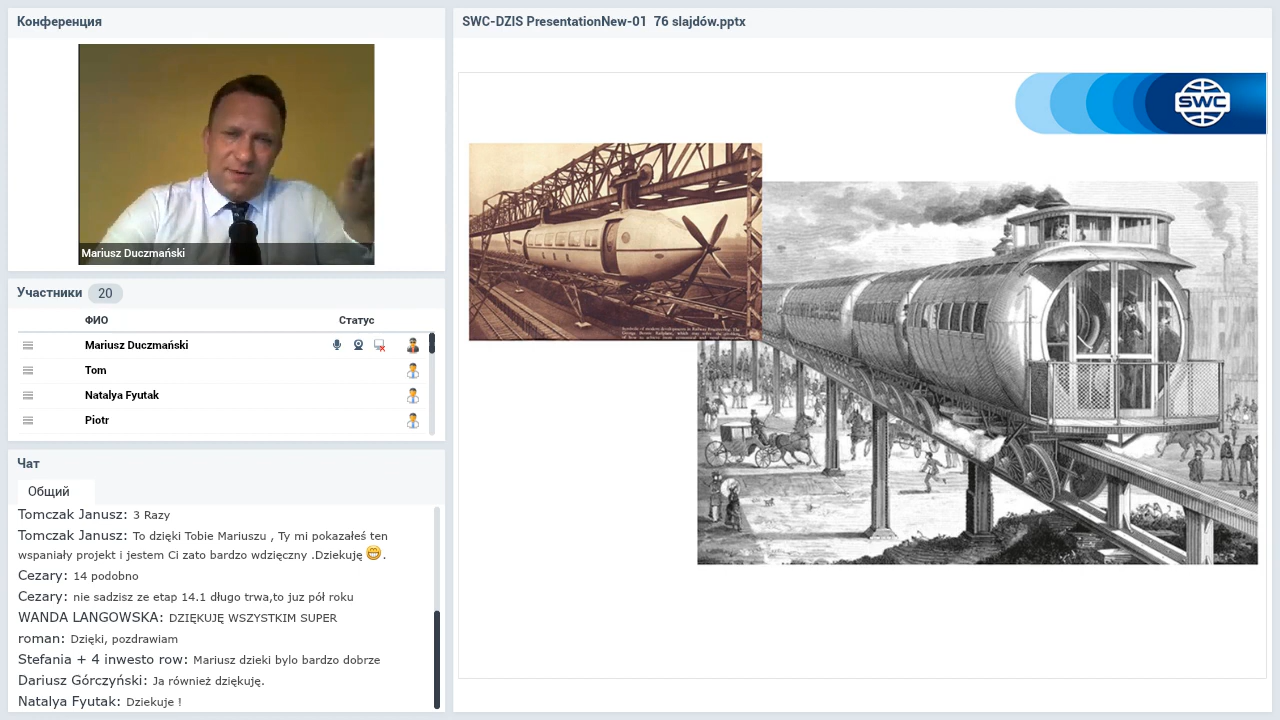 Конференция
Mariusz Duczmański
Участники 20
ФИО Статус
Mariusz Duczmański
Tom
Natalya Fyutak
Piotr
Чат
Общий
Tomczak Janusz: 3 Razy
Tomczak Janusz: To dzięki Tobie Mariuszu , Ty mi pokazałeś ten
wspaniały projekt i jestem Ci zato bardzo wdzięczny .Dziekuję 😁.
Cezary: 14 podobno
Cezary: nie sadzisz ze etap 14.1 długo trwa,to juz pół roku
WANDA LANGOWSKA: DZIĘKUJĘ WSZYSTKIM SUPER
roman: Dzięki, pozdrawiam
Stefania + 4 inwesto row: Mariusz dzieki bylo bardzo dobrze
Dariusz Górczyński: Ja również dziękuję.
Natalya Fyutak: Dziekuje !
SWC-DZIS PresentationNew-01 76 slajdów.pptx
SWC